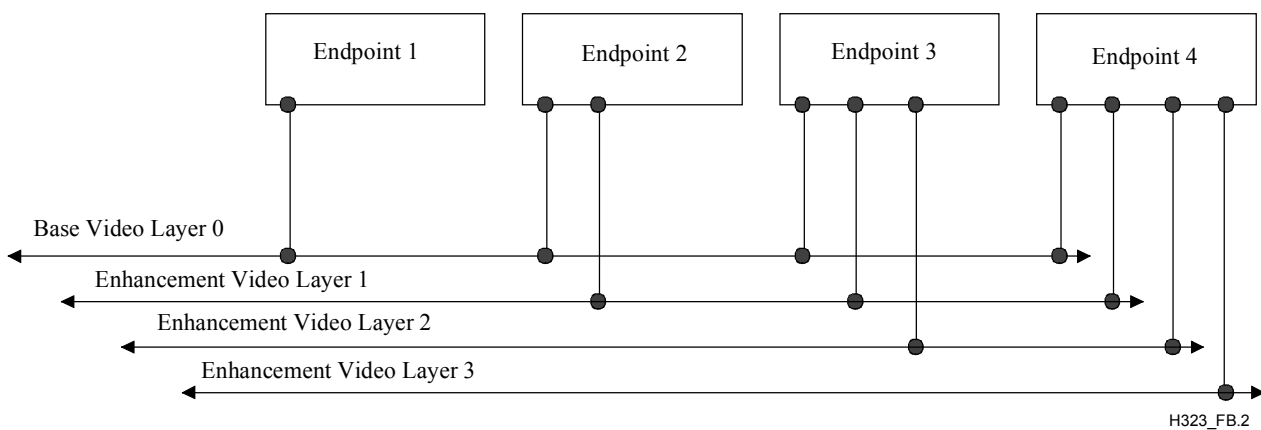 Endpoint 1
Endpoint 2
Endpoint 3
Endpoint 4
Base Video Layer 0
Enhancement Video Layer 1
Enhancement Video Layer 2
Enhancement Video Layer 3
H323_FB.2